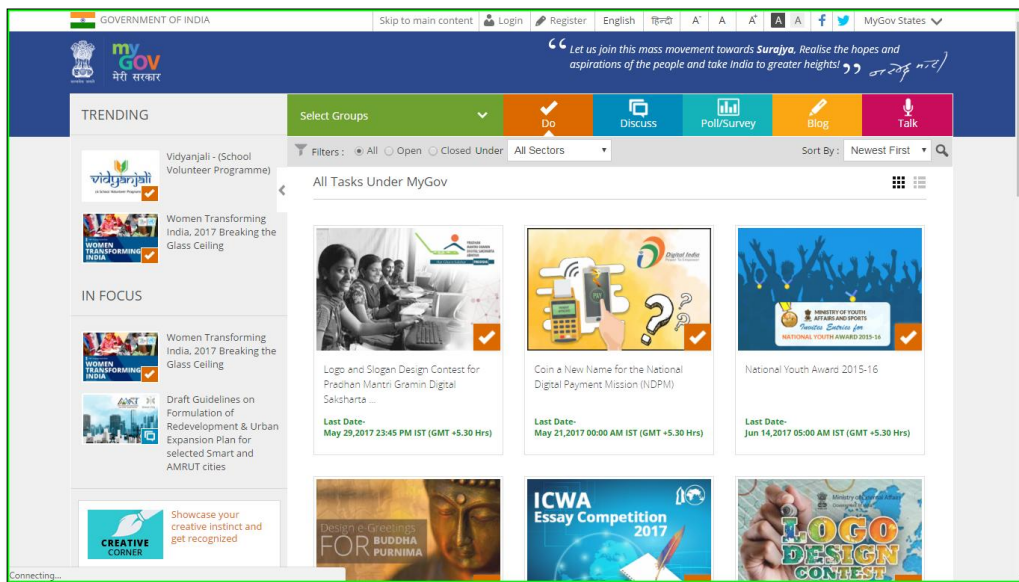 GOVERNMENT OF INDIA
Skip to main content
Login
Register
English
हिन्दी
A-
A
A+
A
A
MyGov States
my
GOV
मेरी सरकार
Let us join this mass movement towards Surajya, Realise the hopes and
aspirations of the people and take India to greater heights!
TRENDING
Vidyanjali - (School
Volunteer Programme)
vidyanjali
Women Transforming
India, 2017 Breaking the
Glass Ceiling
WOMEN
TRANSFORMING
INDIA
IN FOCUS
Women Transforming
India, 2017 Breaking the
Glass Ceiling
WOMEN
TRANSFORMING
INDIA
Draft Guidelines on
Formulation of
Redevelopment & Urban
Expansion Plan for
selected Smart and
AMRUT cities
CREATIVE
CORNER
Showcase your
creative instinct and
get recognized
Connecting...
Select Groups
Do
Discuss
Poll/Survey
Blog
Talk
Filters :
All
Open
Closed
Under
All Sectors
Sort By :
Newest First
All Tasks Under MyGov
Logo and Slogan Design Contest for
Pradhan Mantri Gramin Digital
Saksharta ...
Last Date-
May 29,2017 23:45 PM IST (GMT +5.30 Hrs)
Digital India
PAY
Coin a New Name for the National
Digital Payment Mission (NDPM)
Last Date-
May 21,2017 00:00 AM IST (GMT +5.30 Hrs)
MINISTRY OF YOUTH
AFFAIRS AND SPORTS
Invites Entries for
NATIONAL YOUTH AWARD 2015-16
National Youth Award 2015-16
Last Date-
Jun 14,2017 05:00 AM IST (GMT +5.30 Hrs)
Design e-Greetings
FOR BUDDHA
PURNIMA
ICWA
Essay Competition
2017
LOGO
DESIGN
CONTEST